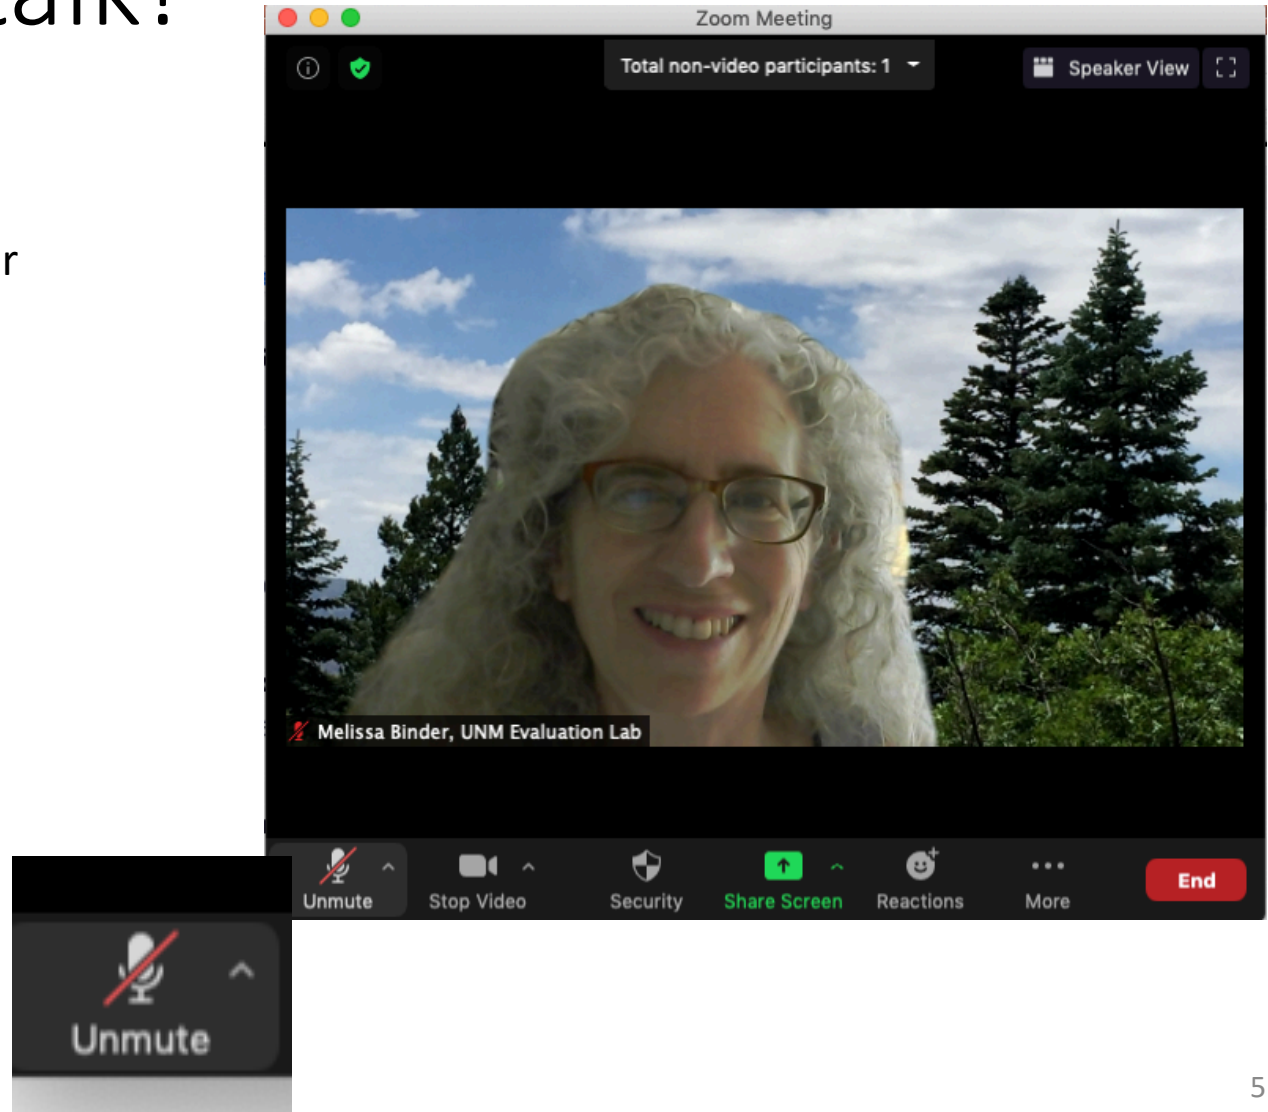 talk?
Zoom Meeting
Total non-video participants: 1
Speaker View
r
Melissa Binder, UNM Evaluation Lab
Unmute
Stop Video
Security
Share Screen
Reactions
More
End
Unmute
5